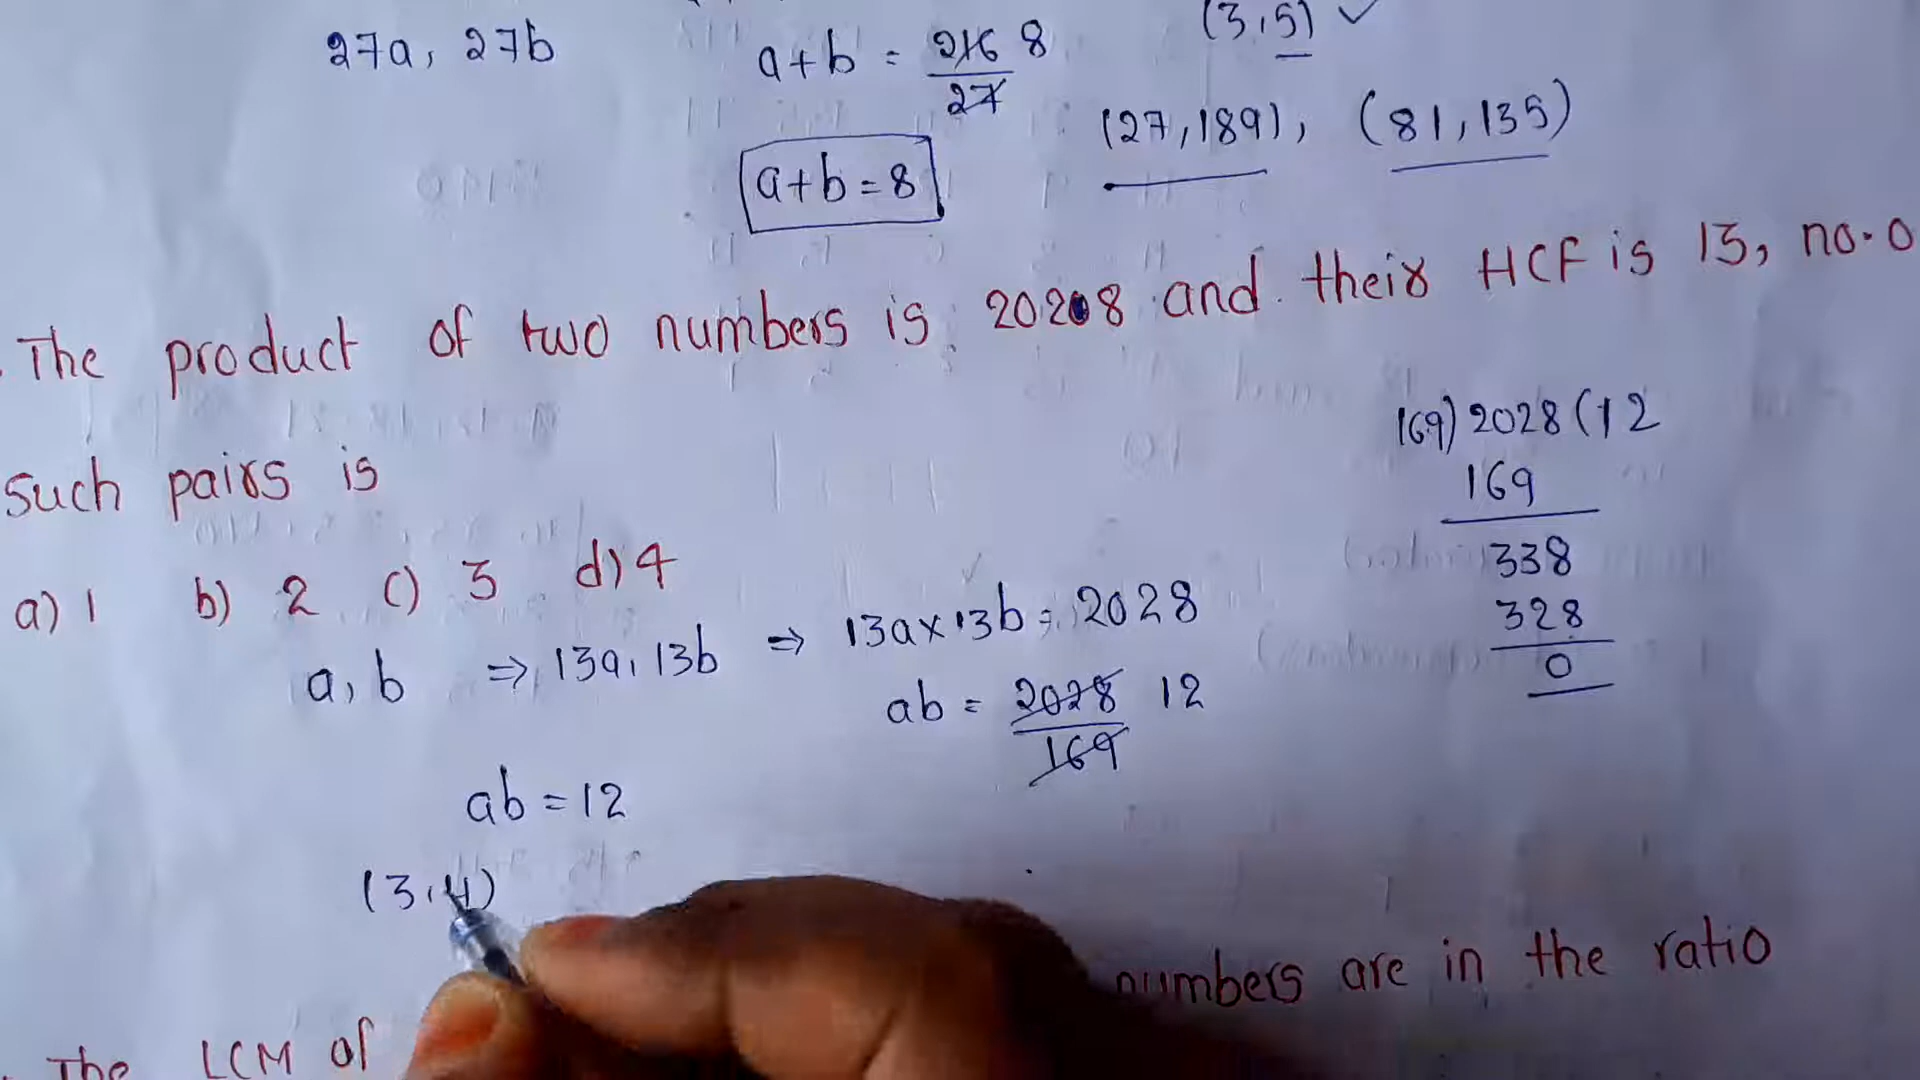 27a, 27b
a+b = 216/27 8
(3,5) ✓
(27,189), (81,135)
a+b=8
The product of two numbers is 20208 and their HCF is 13, no.o
such pairs is
a) 1 b) 2 c) 3 d) 4
169) 2028 (12
169
338
328
0
a, b ⇒ 13a, 13b ⇒ 13a×13b = 2028
ab = 2028/169 12
ab = 12
(3,4)
numbers are in the ratio
The LCM of